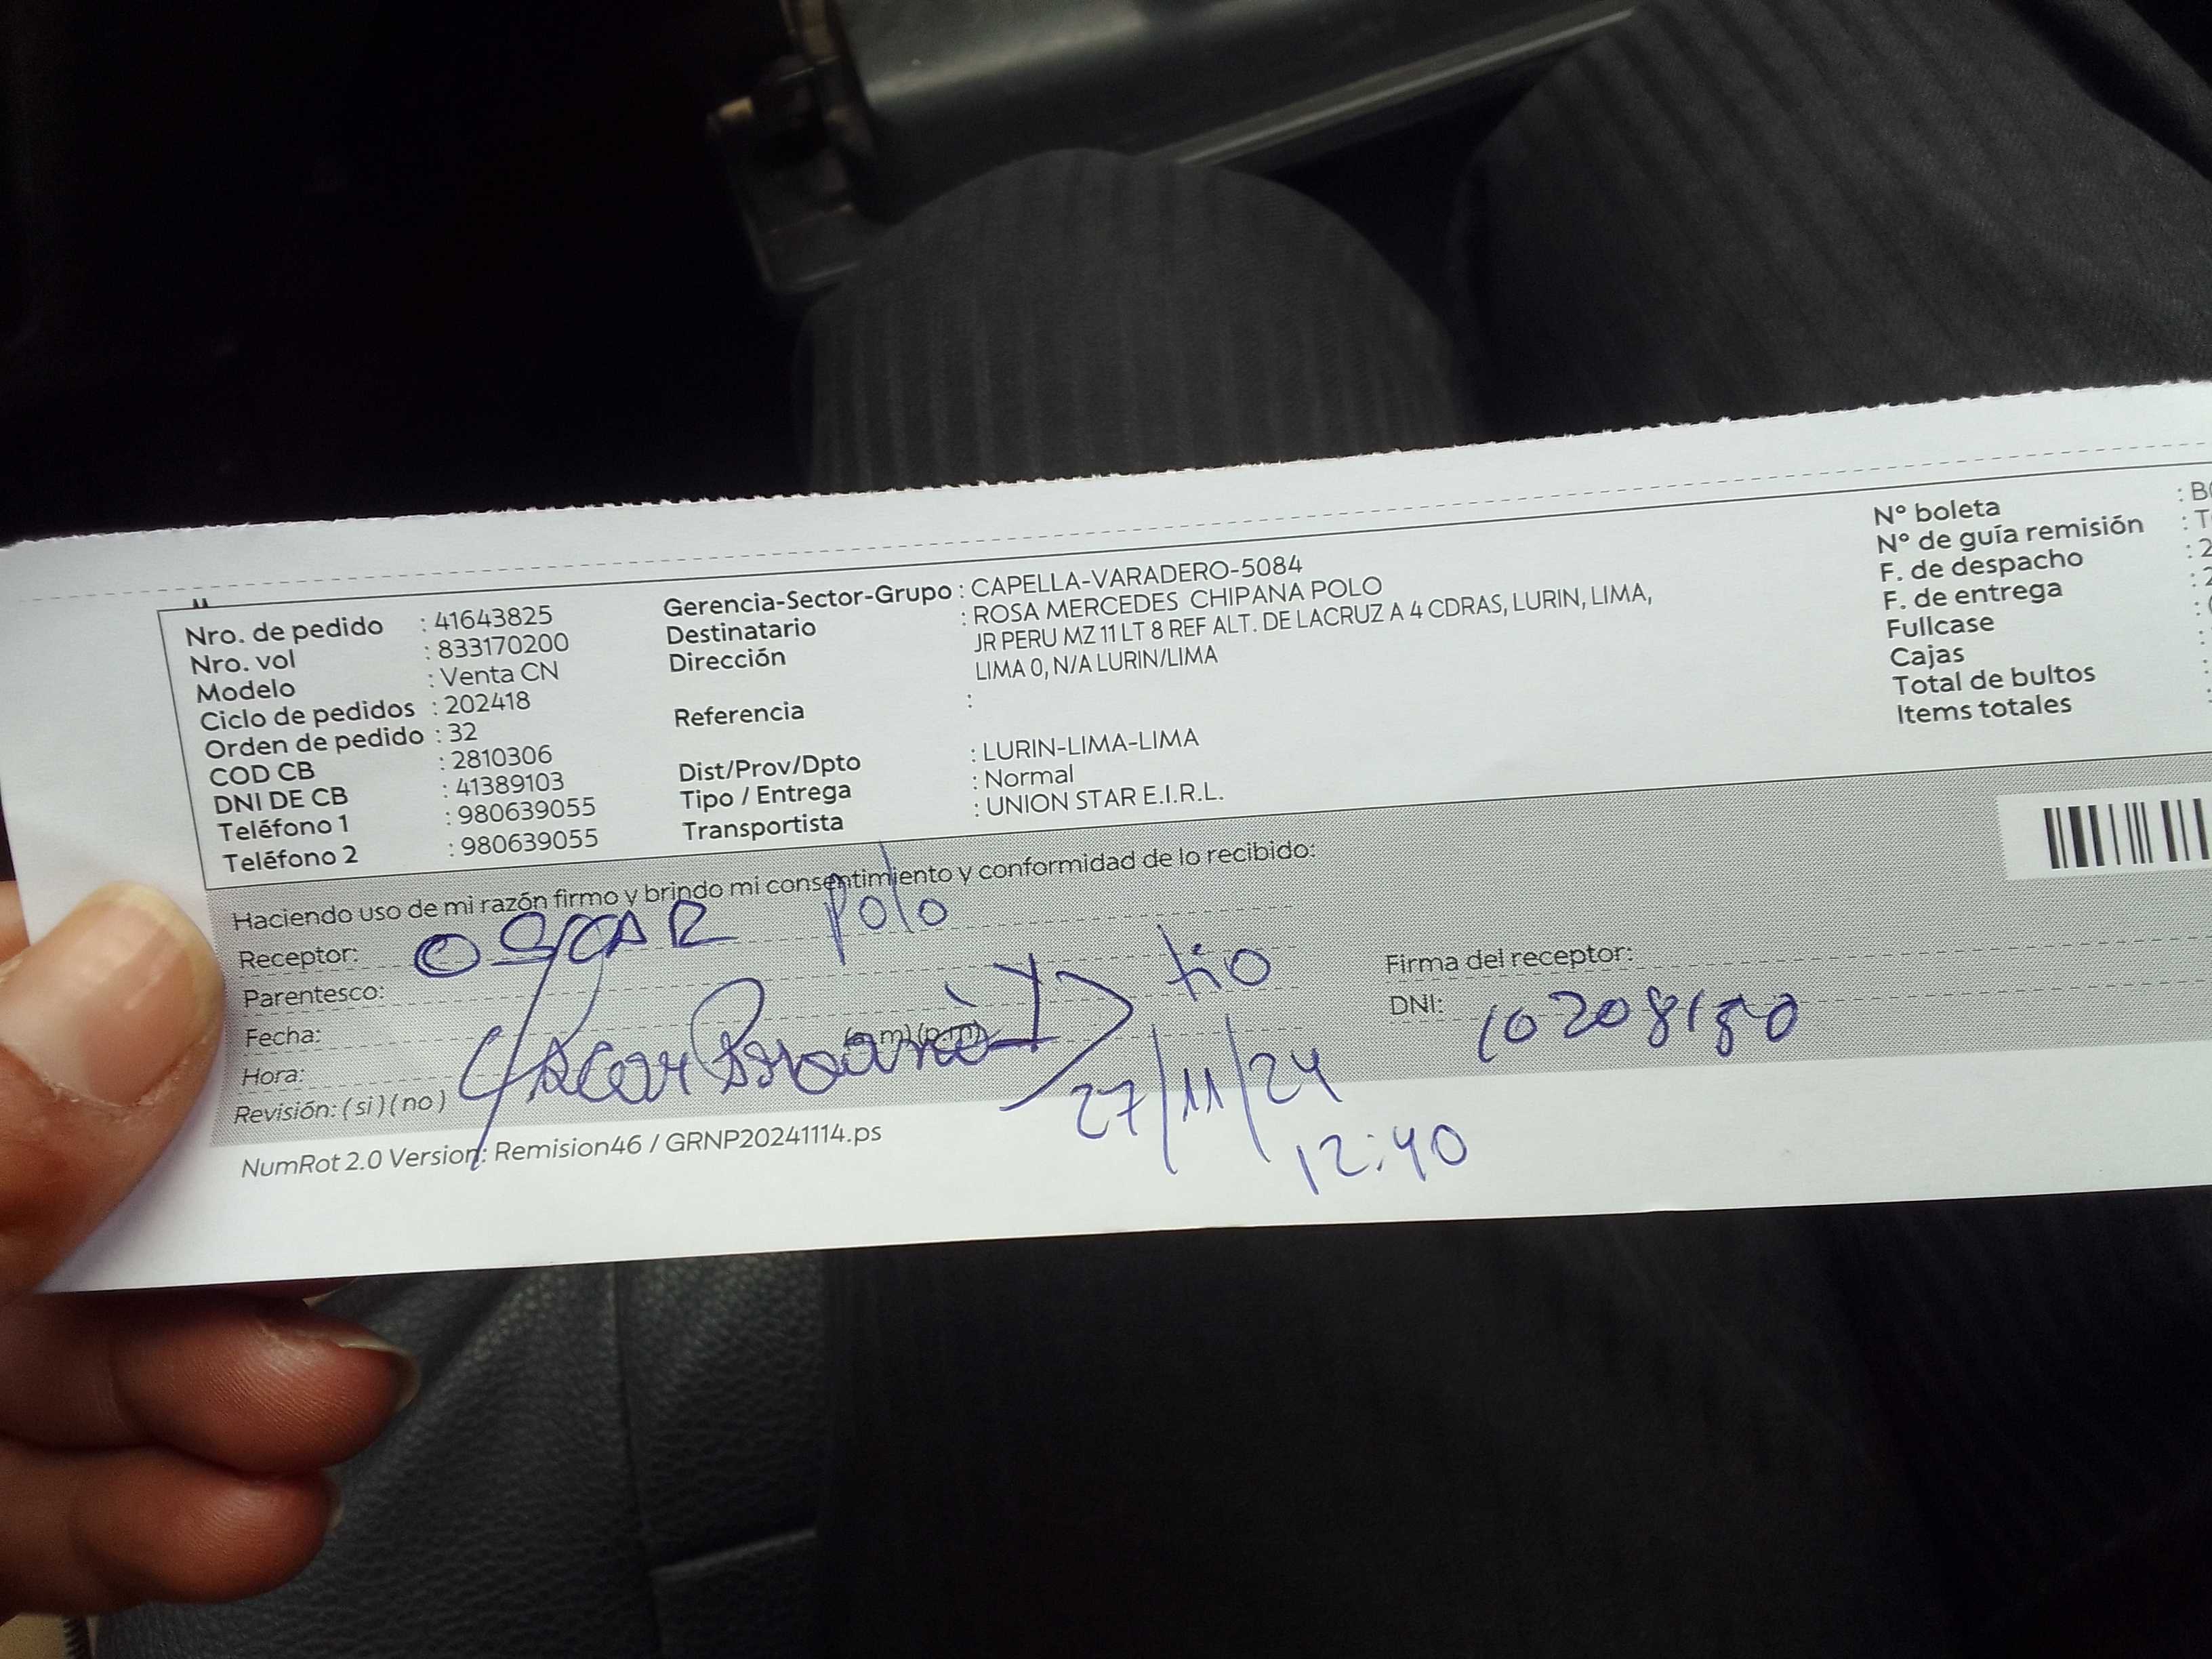 Nro. de pedido : 41643825
Nro. vol : 833170200
Modelo : Venta CN
Ciclo de pedidos : 202418
Orden de pedido : 32
COD CB : 2810306
DNI DE CB : 41389103
Teléfono 1 : 980639055
Teléfono 2 : 980639055
Gerencia-Sector-Grupo : CAPELLA-VARADERO-5084
Destinatario : ROSA MERCEDES CHIPANA POLO
Dirección JR PERU MZ 11 LT 8 REF ALT. DE LACRUZ A 4 CDRAS, LURIN, LIMA,
LIMA 0, N/A LURIN/LIMA
Referencia :
Dist/Prov/Dpto : LURIN-LIMA-LIMA
Tipo / Entrega : Normal
Transportista : UNION STAR E.I.R.L.
N° boleta
N° de guía remisión
F. de despacho
F. de entrega
Fullcase
Cajas
Total de bultos
Items totales
Haciendo uso de mi razón firmo y brindo mi consentimiento y conformidad de lo recibido:
Receptor: OSCAR Polo
Parentesco: tio
Fecha: 27/11/24
Hora: (a.m)(p.m) 12:40
Revisión: (si)(no)
Firma del receptor:
DNI: 10208180
NumRot 2.0 Version: Remision46 / GRNP20241114.ps